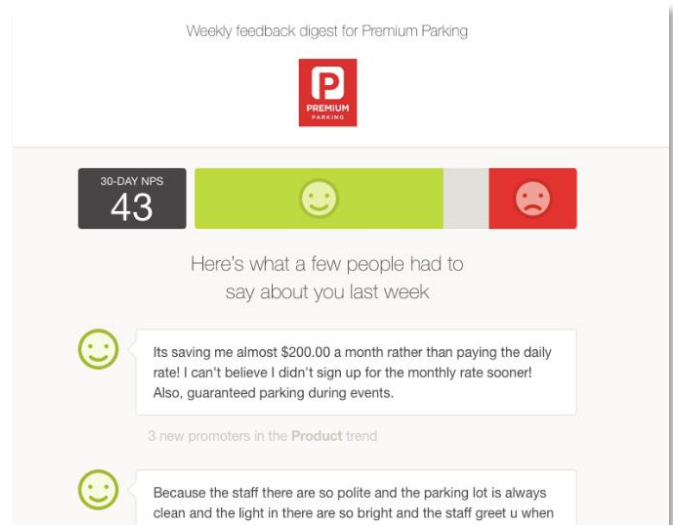 Weekly feedback digest for Premium Parking
P
PREMIUM
PARKING
30-DAY NPS
43
Here's what a few people had to
say about you last week
Its saving me almost $200.00 a month rather than paying the daily
rate! I can't believe I didn't sign up for the monthly rate sooner!
Also, guaranteed parking during events.
3 new promoters in the Product trend
Because the staff there are so polite and the parking lot is always
clean and the light in there are so bright and the staff greet u when